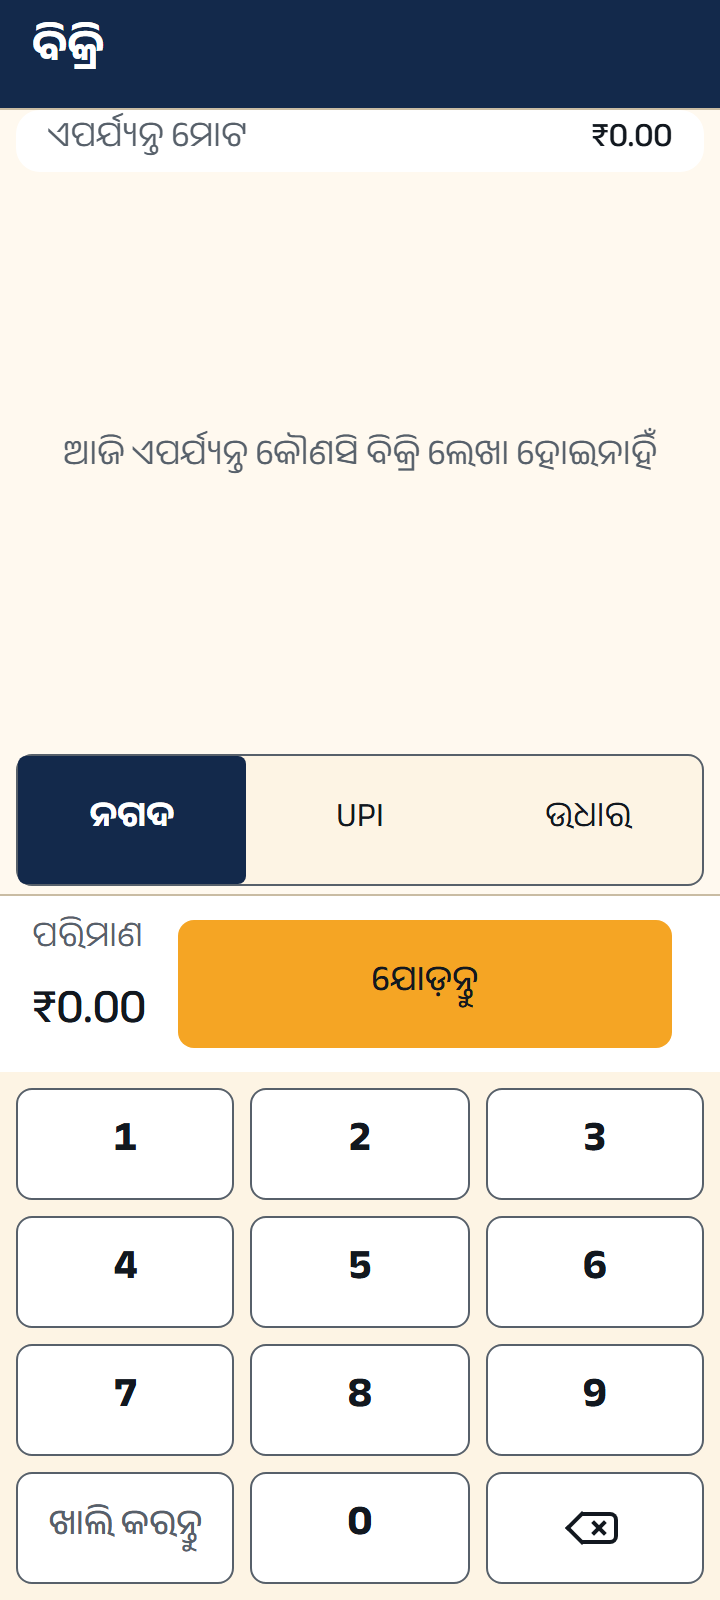 ବିକ୍ରି
ଏପର୍ଯ୍ୟନ୍ତ ମୋଟ ₹0.00
ଆଜି ଏପର୍ଯ୍ୟନ୍ତ କୌଣସି ବିକ୍ରି ଲେଖା ହୋଇନାହିଁ
ନଗଦ UPI ଉଧାର
ପରିମାଣ
₹0.00
ଯୋଡ଼ନ୍ତୁ
1 2 3
4 5 6
7 8 9
ଖାଲି କରନ୍ତୁ 0